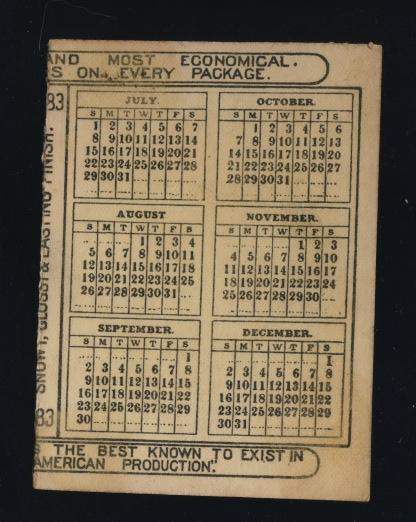 AND MOST ECONOMICAL.
S ON EVERY PACKAGE.
83
SNOWY, GLOSSY & LASTING FINISH.
83
JULY.
S M T W T F S
1 2 3 4 5 6 7
8 9 10 11 12 13 14
15 16 17 18 19 20 21
22 23 24 25 26 27 28
29 30 31
AUGUST
S M T W T F S
1 2 3 4
5 6 7 8 9 10 11
12 13 14 15 16 17 18
19 20 21 22 23 24 25
26 27 28 29 30 31
SEPTEMBER.
S M T W T F S
1
2 3 4 5 6 7 8
9 10 11 12 13 14 15
16 17 18 19 20 21 22
23 24 25 26 27 28 29
30
OCTOBER.
S M T W T F S
1 2 3 4 5 6
7 8 9 10 11 12 13
14 15 16 17 18 19 20
21 22 23 24 25 26 27
28 29 30 31
NOVEMBER.
S M T W T F S
1 2 3
4 5 6 7 8 9 10
11 12 13 14 15 16 17
18 19 20 21 22 23 24
25 26 27 28 29 30
DECEMBER.
S M T W T F S
1
2 3 4 5 6 7 8
9 10 11 12 13 14 15
16 17 18 19 20 21 22
23 24 25 26 27 28 29
30 31
S THE BEST KNOWN TO EXIST IN
AMERICAN PRODUCTION".